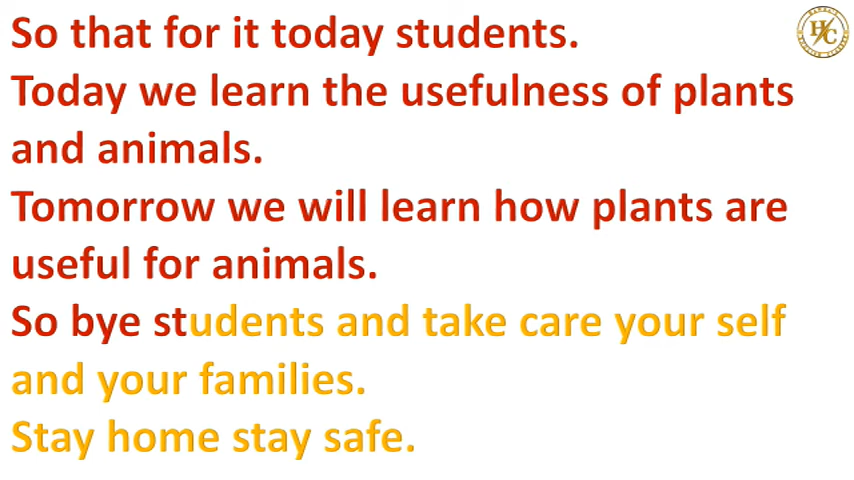 So that for it today students.
Today we learn the usefulness of plants
and animals.
Tomorrow we will learn how plants are
useful for animals.
So bye students and take care your self
and your families.
Stay home stay safe.
H/C